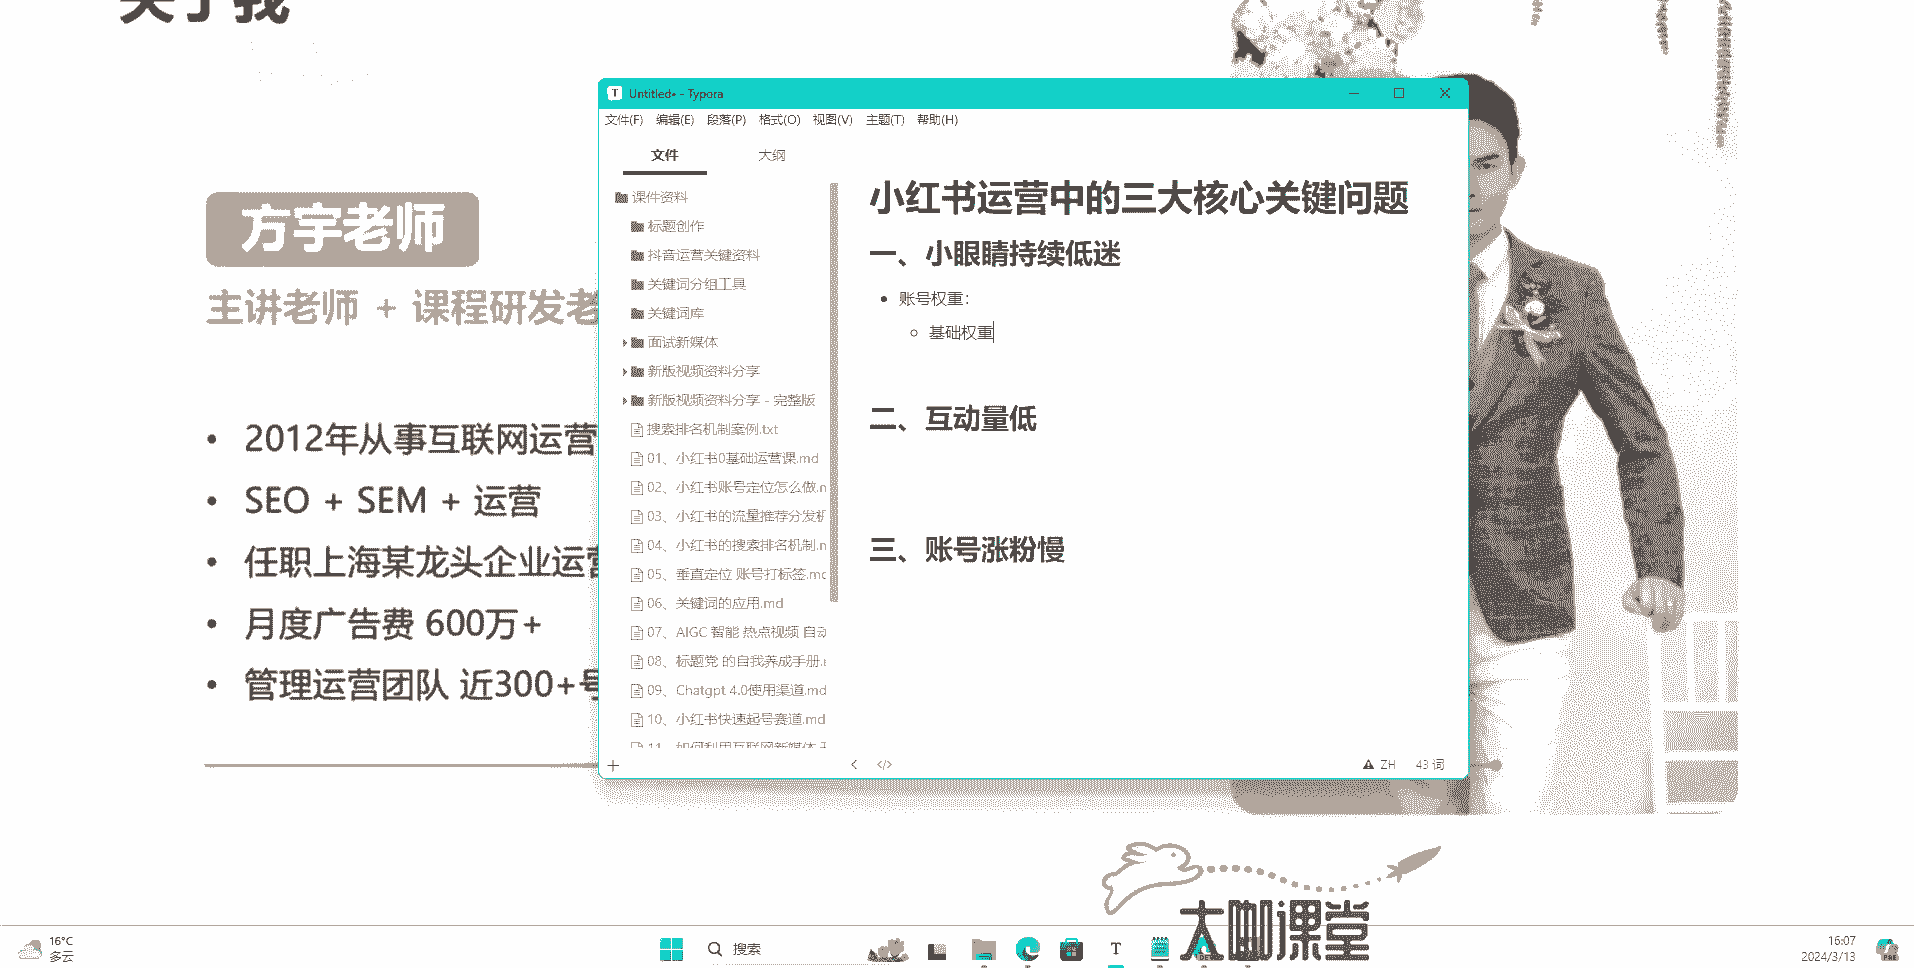 关于我
方宇老师
主讲老师 + 课程研发老
• 2012年从事互联网运营
• SEO + SEM + 运营
• 任职上海某龙头企业运营
• 月度广告费 600万+
• 管理运营团队 近300+号
Untitled• - Typora
文件(F) 编辑(E) 段落(P) 格式(O) 视图(V) 主题(T) 帮助(H)
文件 大纲
课件资料
标题创作
抖音运营关键资料
关键词分组工具
关键词库
面试新媒体
新版视频资料分享
新版视频资料分享 - 完整版
搜索排名机制案例.txt
01、小红书0基础运营课.md
02、小红书账号定位怎么做.n
03、小红书的流量推荐分发机
04、小红书的搜索排名机制.n
05、垂直定位 账号打标签.mc
06、关键词的应用.md
07、AIGC 智能 热点视频 自动
08、标题党 的自我养成手册.
09、Chatgpt 4.0使用渠道.md
10、小红书快速起号赛道.md
11、如何利用互联网新媒体
小红书运营中的三大核心关键问题
一、小眼睛持续低迷
• 账号权重：
○ 基础权重
二、互动量低
三、账号涨粉慢
ZH 43 词
大咖课堂
16°C
多云
搜索
16:07
2024/3/13